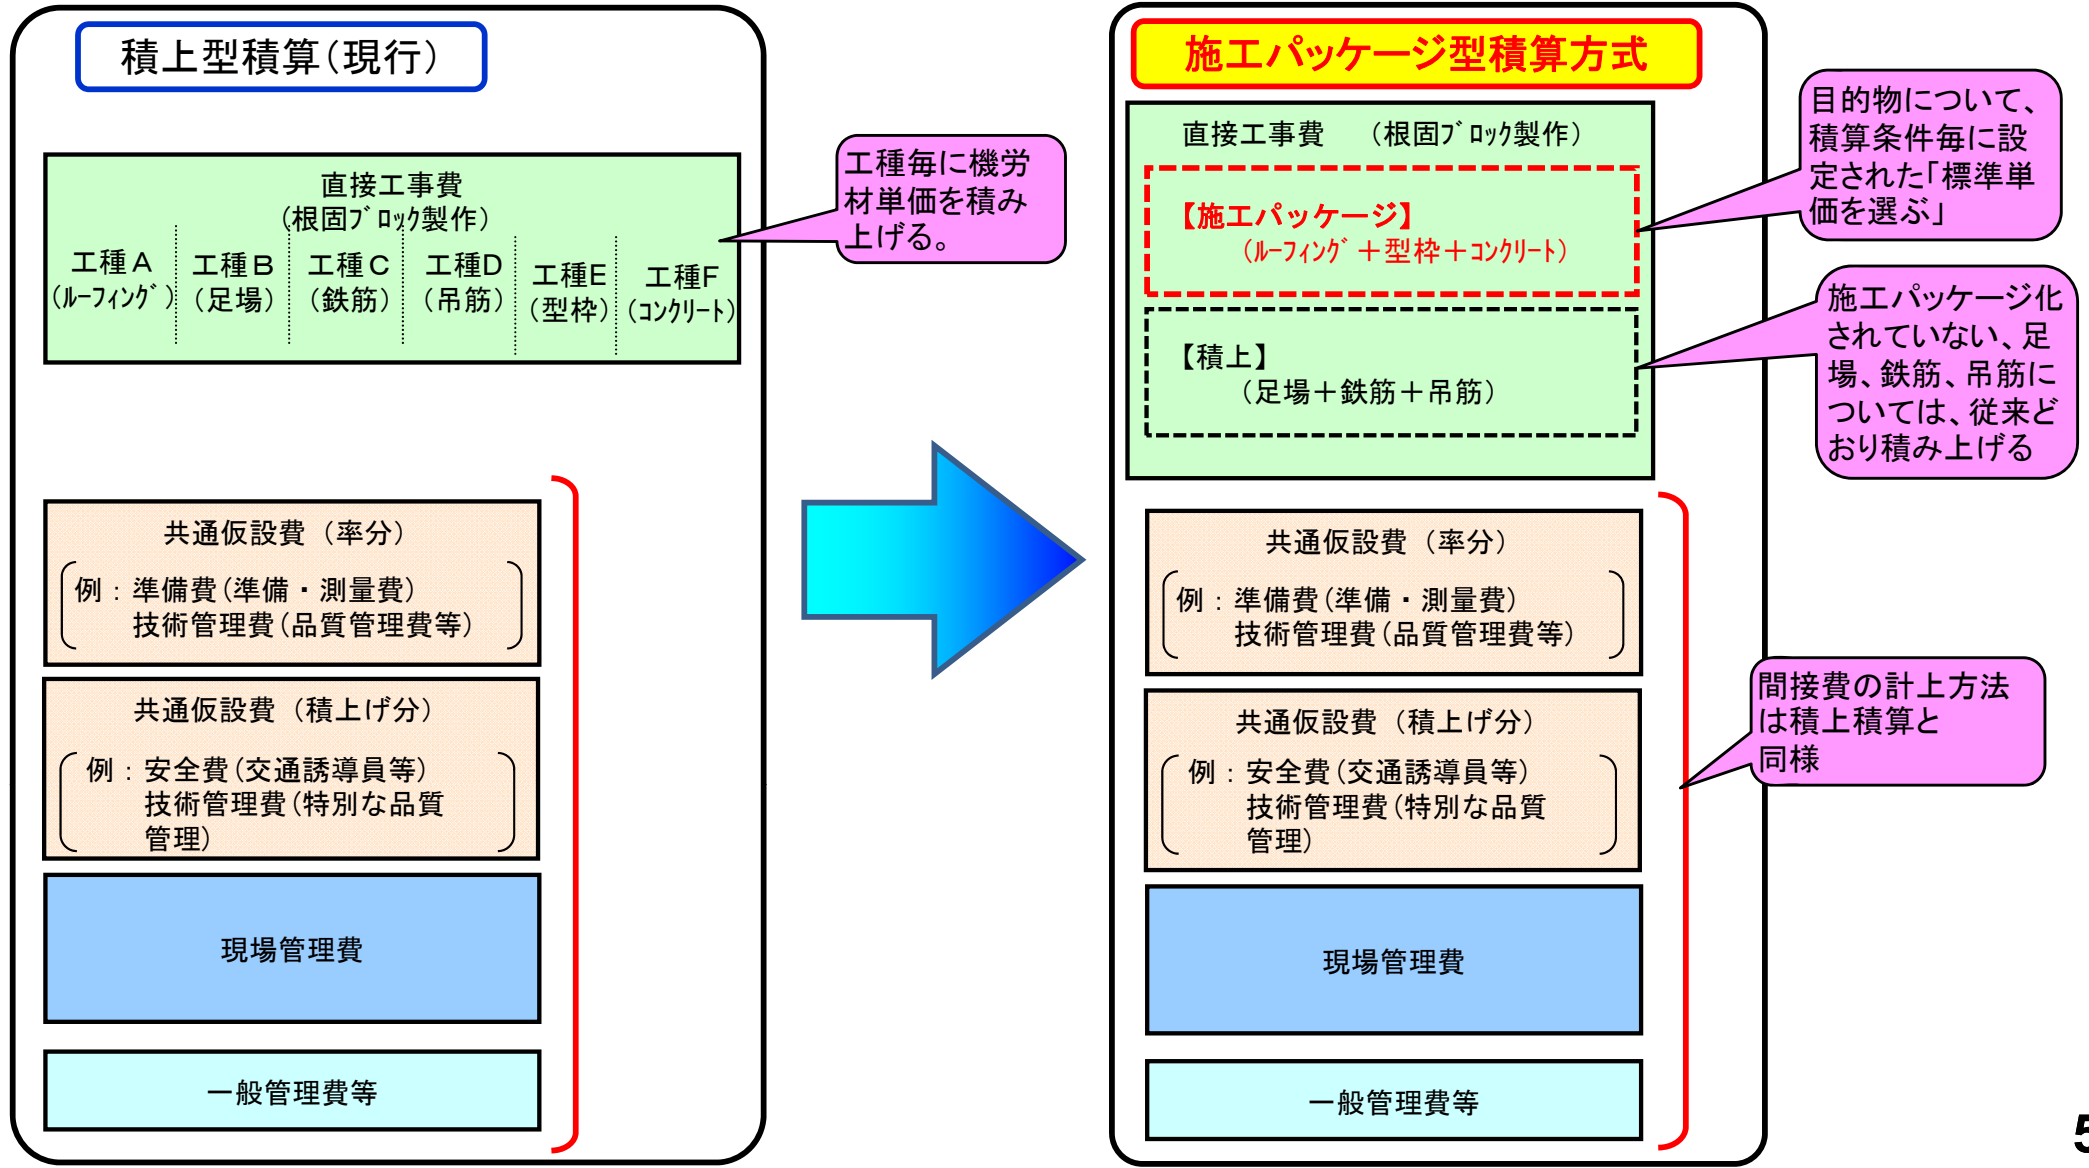 積上型積算(現行)
直接工事費
(根固ﾌﾞﾛｯｸ製作)
工種A
(ﾙｰﾌｨﾝｸﾞ)
工種B
(足場)
工種C
(鉄筋)
工種D
(吊筋)
工種E
(型枠)
工種F
(ｺﾝｸﾘｰﾄ)
工種毎に機労
材単価を積み
上げる。
共通仮設費(率分)
例:準備費(準備・測量費)
技術管理費(品質管理費等)
共通仮設費(積上げ分)
例:安全費(交通誘導員等)
技術管理費(特別な品質
管理)
現場管理費
一般管理費等
施工パッケージ型積算方式
直接工事費 (根固ﾌﾞﾛｯｸ製作)
【施工パッケージ】
(ﾙｰﾌｨﾝｸﾞ+型枠+ｺﾝｸﾘｰﾄ)
【積上】
(足場+鉄筋+吊筋)
目的物について、
積算条件毎に設
定された「標準単
価を選ぶ」
施工パッケージ化
されていない、足
場、鉄筋、吊筋に
ついては、従来ど
おり積み上げる
共通仮設費(率分)
例:準備費(準備・測量費)
技術管理費(品質管理費等)
共通仮設費(積上げ分)
例:安全費(交通誘導員等)
技術管理費(特別な品質
管理)
現場管理費
一般管理費等
間接費の計上方法
は積上積算と
同様
5